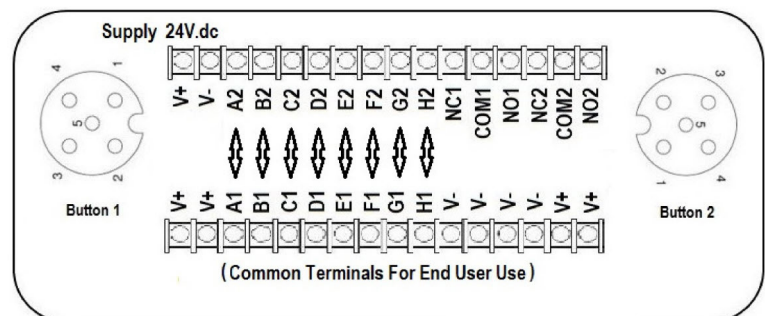 Supply 24V.dc
V+ V- A2 B2 C2 D2 E2 F2 G2 H2 NC1 COM1 NO1 NC2 COM2 NO2
4 1
5
3 2
Button 1
2 3
5
1 4
Button 2
V+ V+ A1 B1 C1 D1 E1 F1 G1 H1 V- V- V- V- V+ V+
(Common Terminals For End User Use)